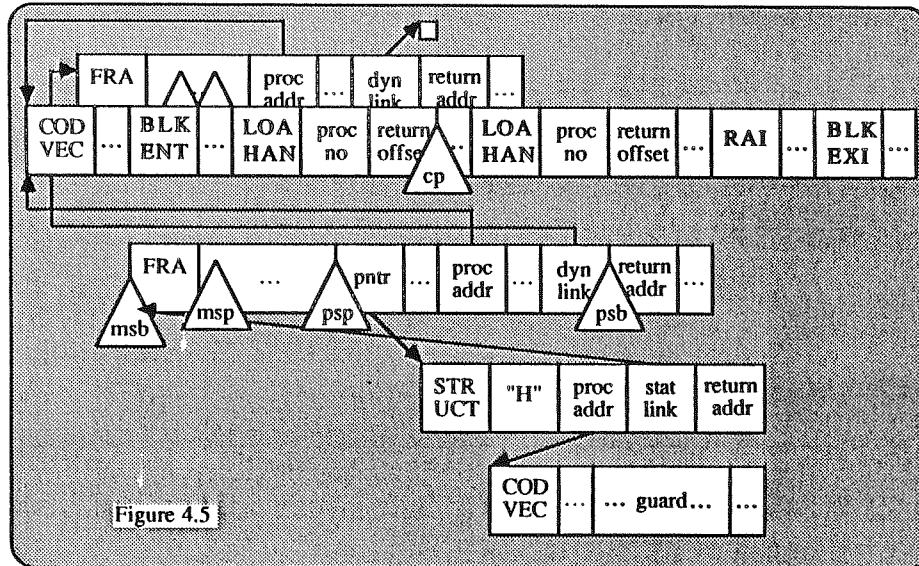 FRA proc addr ... dyn link return addr ...
COD VEC ... BLK ENT ... LOA HAN proc no return offset ... LOA HAN proc no return offset ... RAI ... BLK EXI ...
cp
FRA ... pntr ... proc addr ... dyn link return addr ...
msb msp psp psb
STR UCT "H" proc addr stat link return addr
COD VEC ... ... guard... ...
Figure 4.5